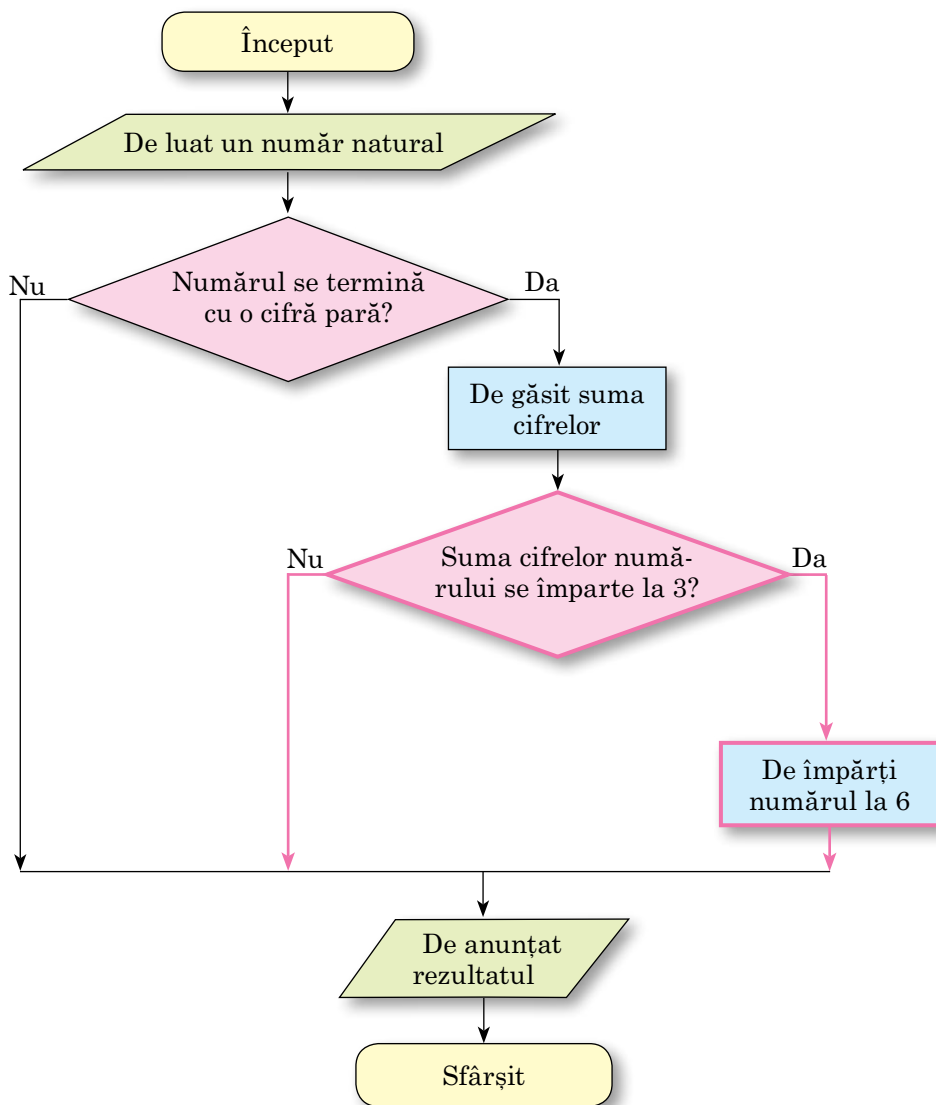 Început
De luat un număr natural
Nu
Numărul se termină
cu o cifră pară?
Da
De găsit suma
cifrelor
Nu
Suma cifrelor numă-
rului se împarte la 3?
Da
De împărți
numărul la 6
De anunțat
rezultatul
Sfârșit